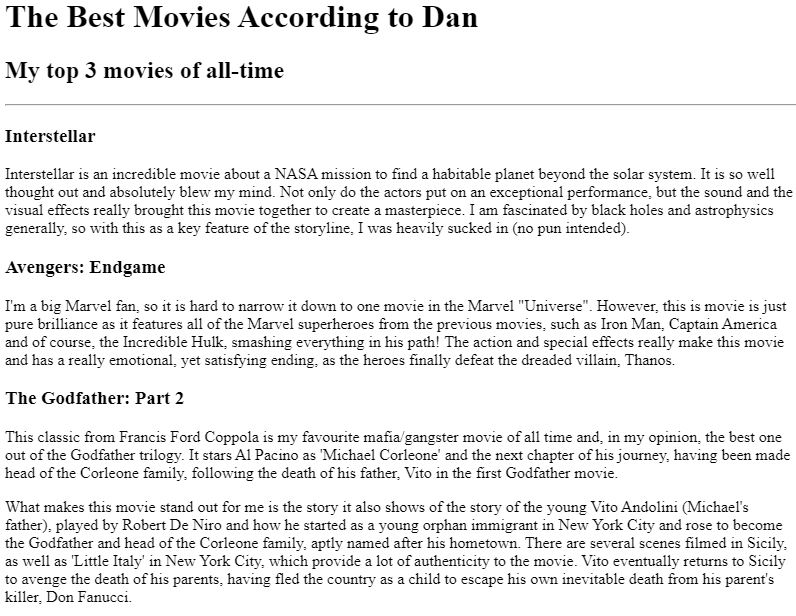 The Best Movies According to Dan
My top 3 movies of all-time
Interstellar
Interstellar is an incredible movie about a NASA mission to find a habitable planet beyond the solar system. It is so well
thought out and absolutely blew my mind. Not only do the actors put on an exceptional performance, but the sound and the
visual effects really brought this movie together to create a masterpiece. I am fascinated by black holes and astrophysics
generally, so with this as a key feature of the storyline, I was heavily sucked in (no pun intended).
Avengers: Endgame
I'm a big Marvel fan, so it is hard to narrow it down to one movie in the Marvel "Universe". However, this is movie is just
pure brilliance as it features all of the Marvel superheroes from the previous movies, such as Iron Man, Captain America
and of course, the Incredible Hulk, smashing everything in his path! The action and special effects really make this movie
and has a really emotional, yet satisfying ending, as the heroes finally defeat the dreaded villain, Thanos.
The Godfather: Part 2
This classic from Francis Ford Coppola is my favourite mafia/gangster movie of all time and, in my opinion, the best one
out of the Godfather trilogy. It stars Al Pacino as 'Michael Corleone' and the next chapter of his journey, having been made
head of the Corleone family, following the death of his father, Vito in the first Godfather movie.
What makes this movie stand out for me is the story it also shows of the story of the young Vito Andolini (Michael's
father), played by Robert De Niro and how he started as a young orphan immigrant in New York City and rose to become
the Godfather and head of the Corleone family, aptly named after his hometown. There are several scenes filmed in Sicily,
as well as 'Little Italy' in New York City, which provide a lot of authenticity to the movie. Vito eventually returns to Sicily
to avenge the death of his parents, having fled the country as a child to escape his own inevitable death from his parent's
killer, Don Fanucci.